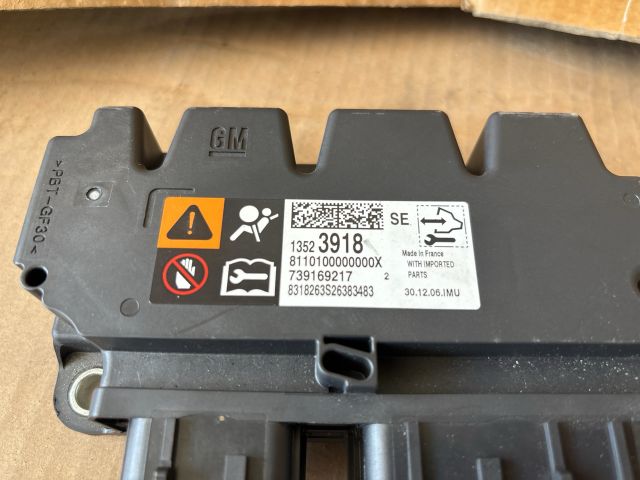 GM
>PBT-GF30<
SE
1352 3918
8110100000000X
739169217 2
8318263S26383483
Made in France
WITH IMPORTED
PARTS
30.12.06.IMU